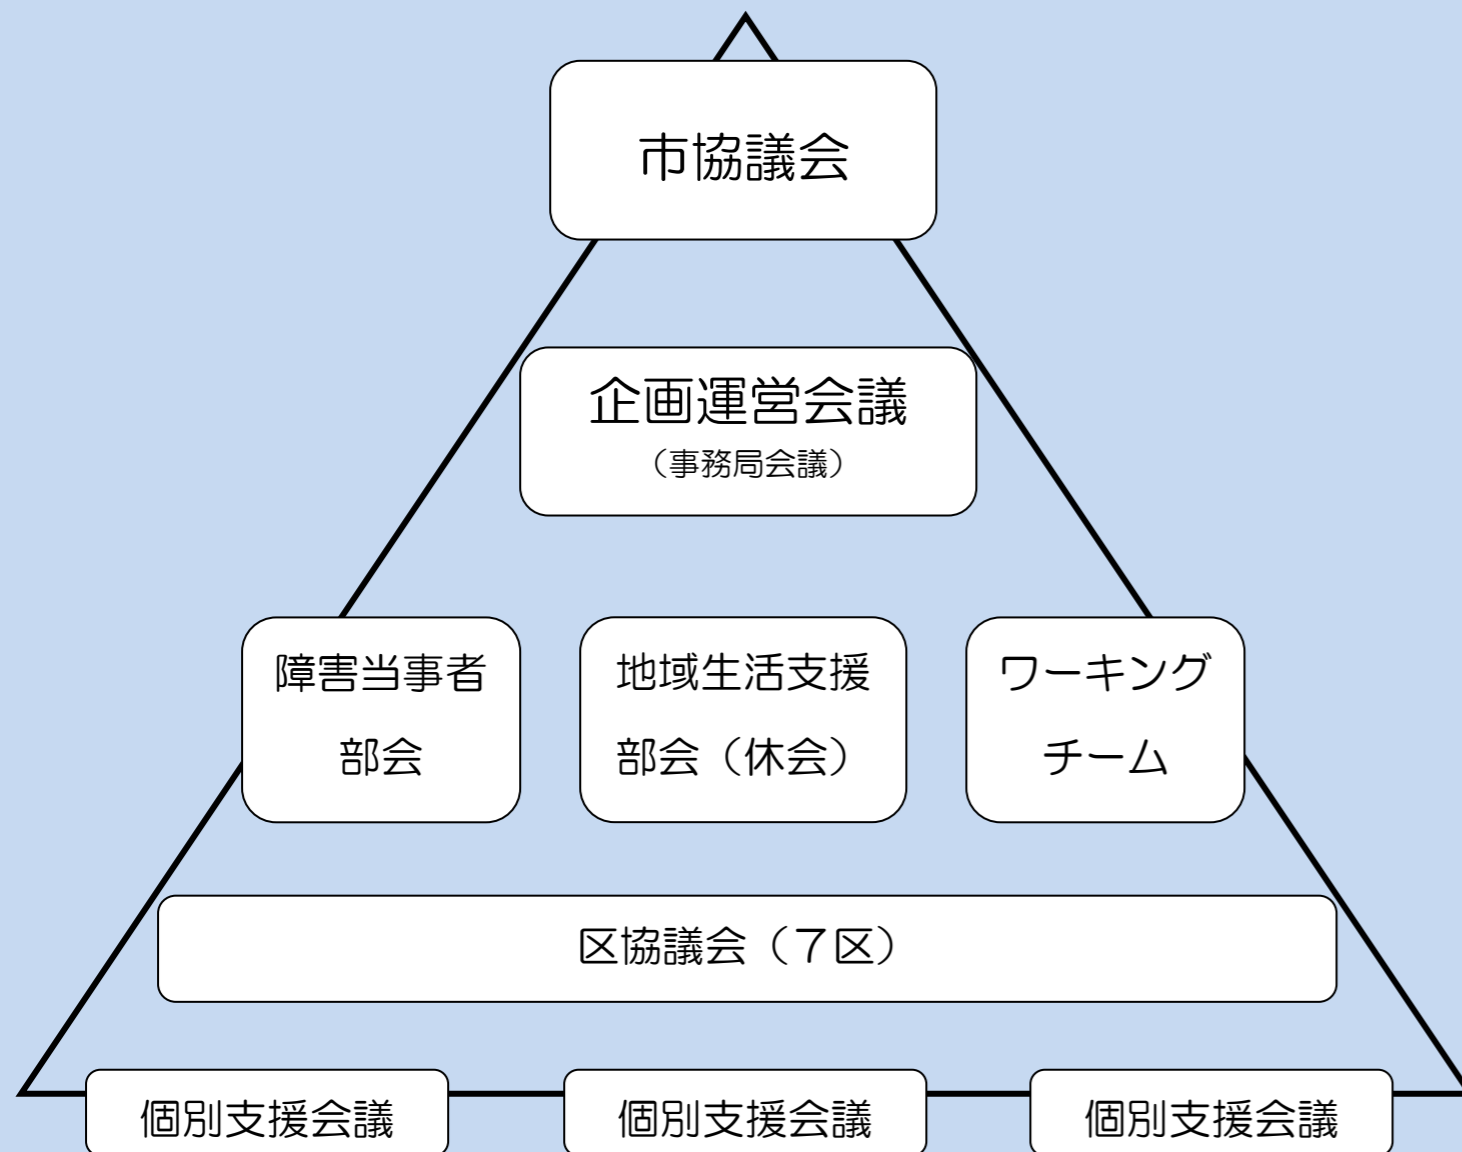 市協議会
企画運営会議
（事務局会議）
障害当事者
部会
地域生活支援
部会（休会）
ワーキング
チーム
区協議会（７区）
個別支援会議
個別支援会議
個別支援会議